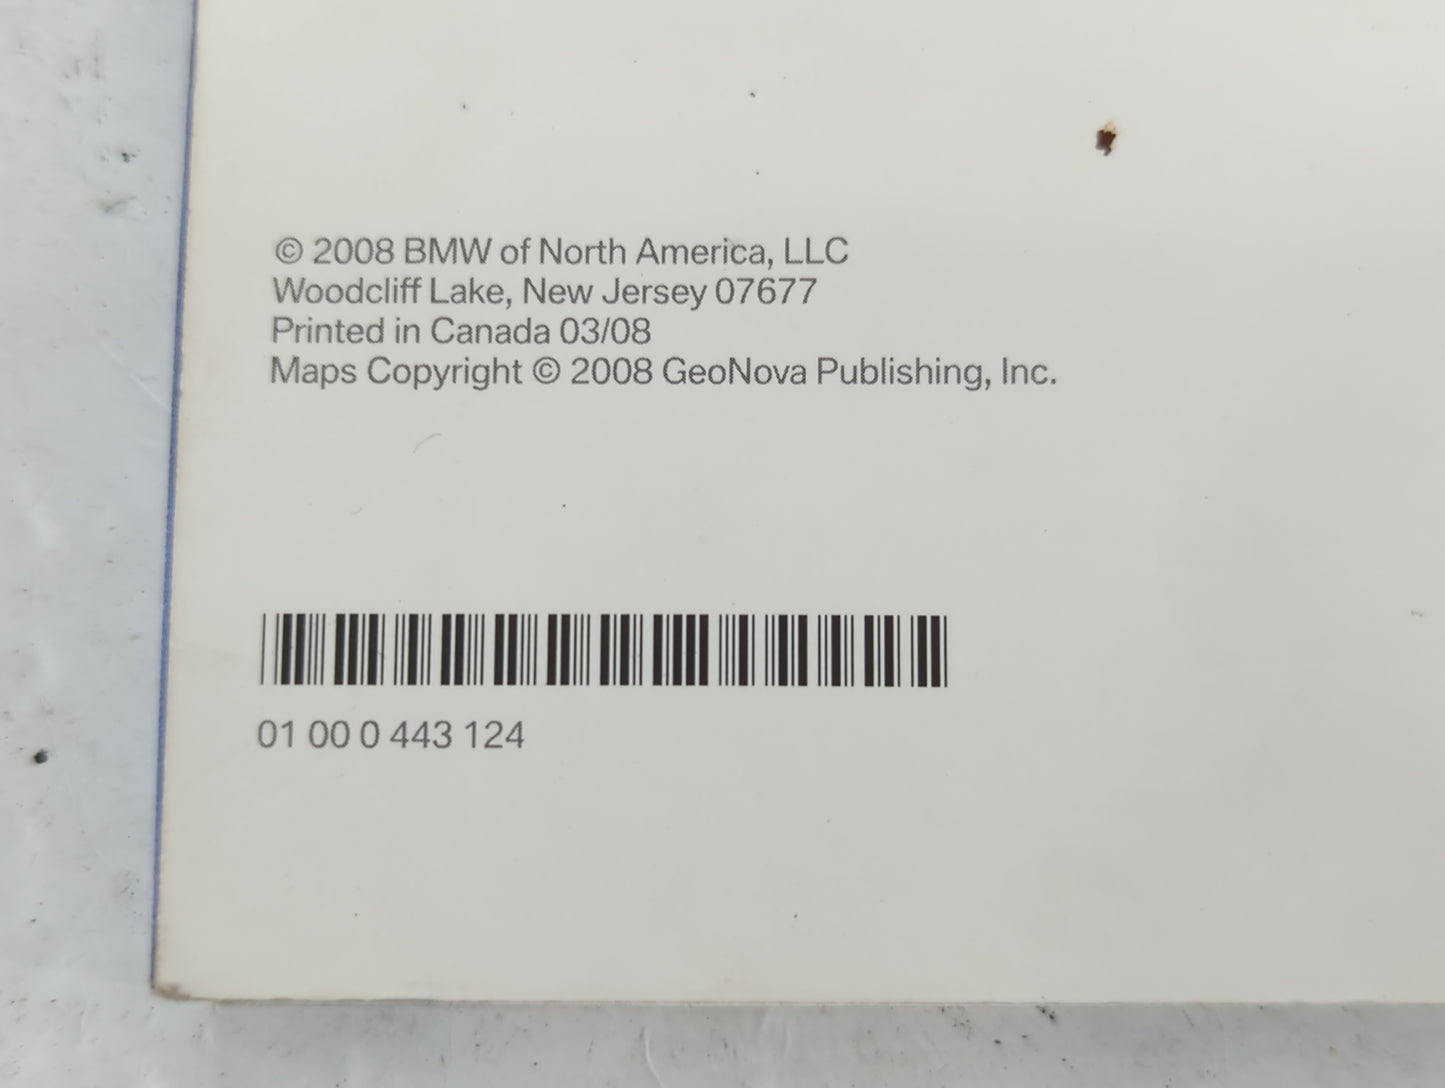 © 2008 BMW of North America, LLC
Woodcliff Lake, New Jersey 07677
Printed in Canada 03/08
Maps Copyright © 2008 GeoNova Publishing, Inc.
01 00 0 443 124